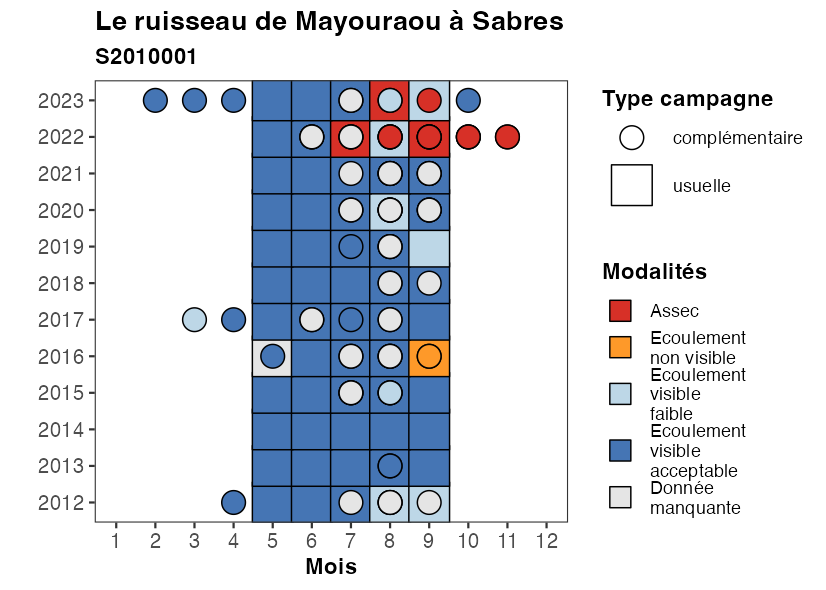 Le ruisseau de Mayouraou à Sabres
S2010001
2023
2022
2021
2020
2019
2018
2017
2016
2015
2014
2013
2012
1 2 3 4 5 6 7 8 9 10 11 12
Mois
Type campagne
complémentaire
usuelle
Modalités
Assec
Ecoulement
non visible
Ecoulement
visible
faible
Ecoulement
visible
acceptable
Donnée
manquante